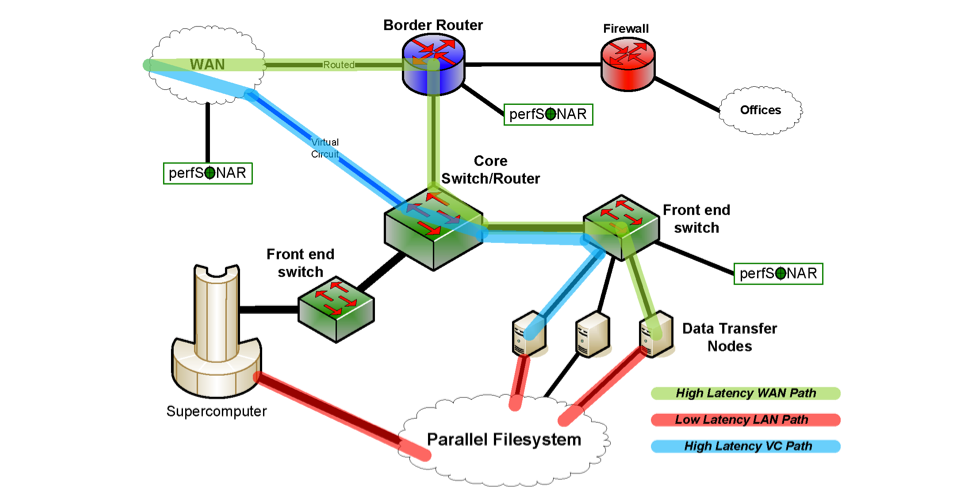 Border Router
Firewall
WAN
Routed
perfSONAR
Offices
Virtual
Circuit
perfSONAR
Core
Switch/Router
Front end
switch
Front end
switch
perfSONAR
Data Transfer
Nodes
Supercomputer
High Latency WAN Path
Low Latency LAN Path
Parallel Filesystem
High Latency VC Path